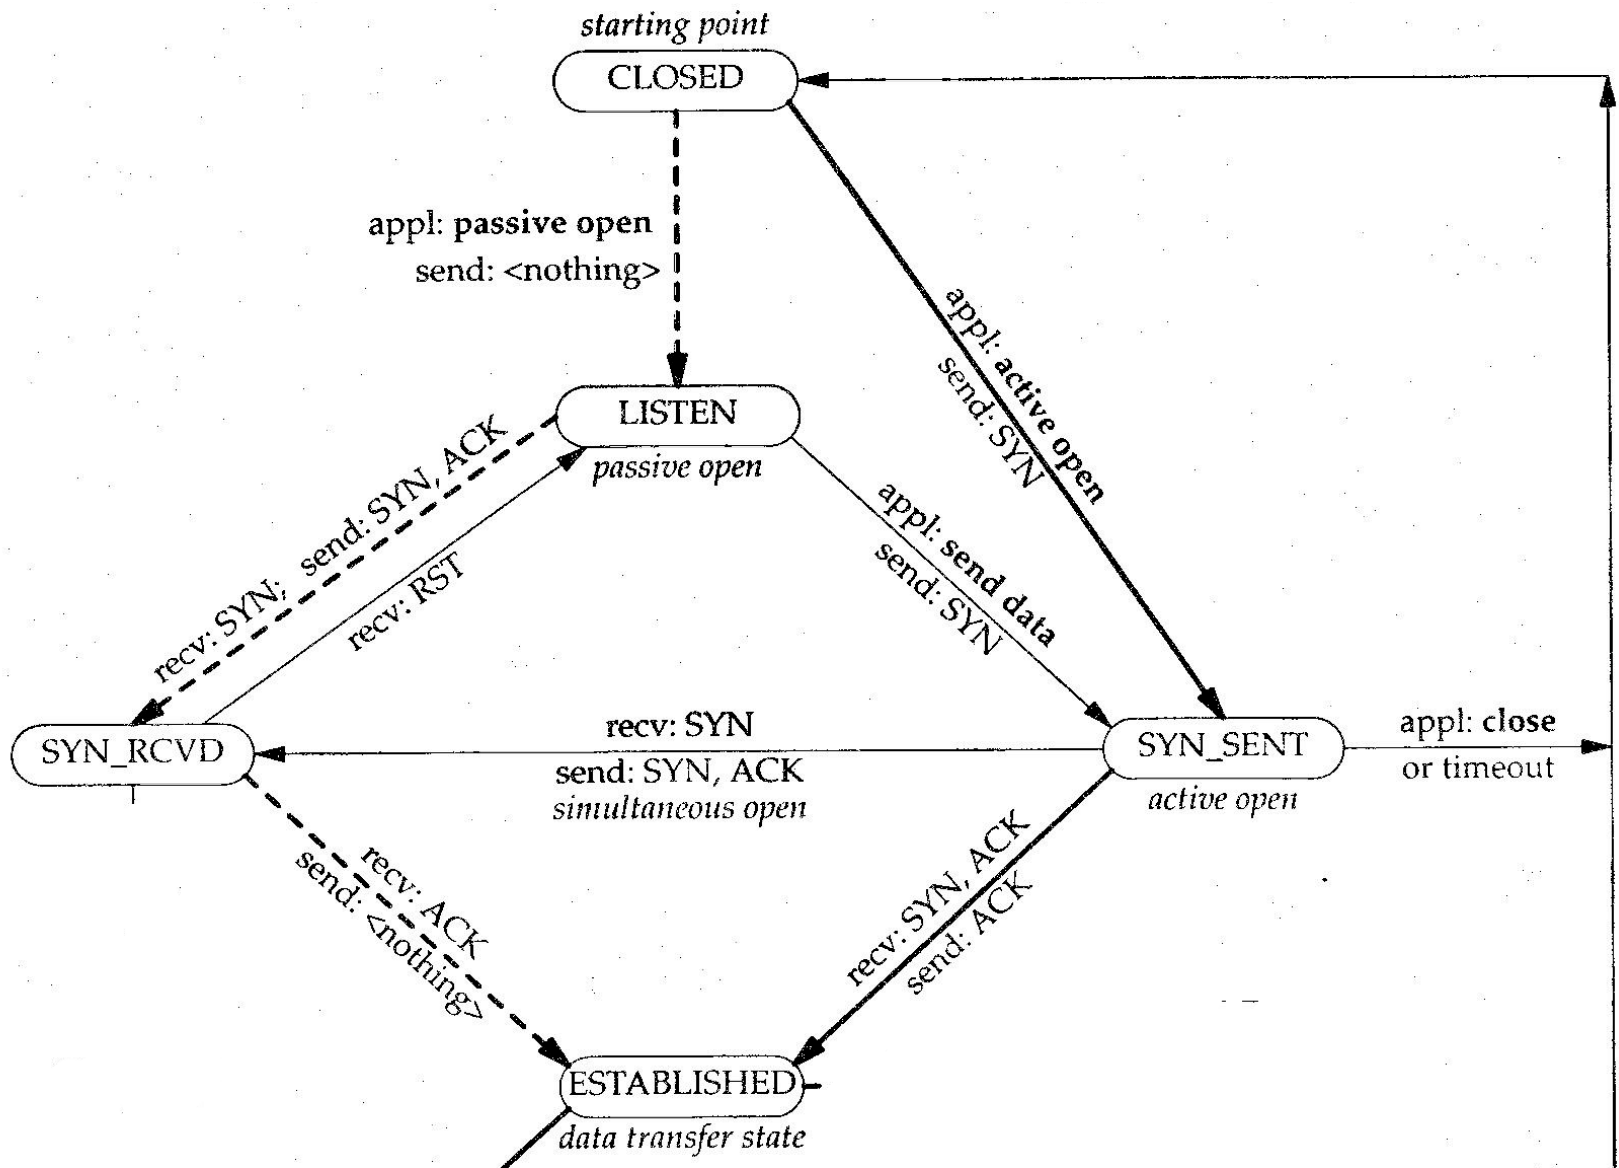 starting point
CLOSED
appl: passive open
send: <nothing>
appl: active open
send: SYN
LISTEN
passive open
recv: SYN; send: SYN, ACK
recv: RST
appl: send data
send: SYN
SYN_RCVD
recv: SYN
send: SYN, ACK
simultaneous open
SYN_SENT
active open
appl: close
or timeout
recv: ACK
send: <nothing>
recv: SYN, ACK
send: ACK
ESTABLISHED
data transfer state